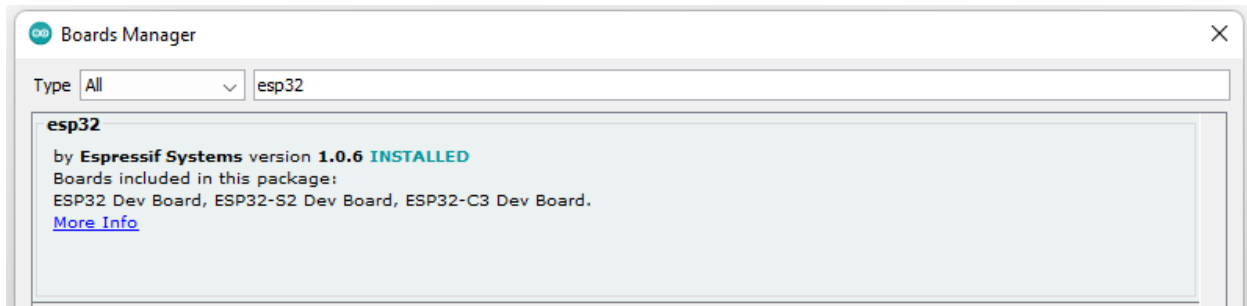 Boards Manager
Type All esp32
esp32
by Espressif Systems version 1.0.6 INSTALLED
Boards included in this package:
ESP32 Dev Board, ESP32-S2 Dev Board, ESP32-C3 Dev Board.
More Info